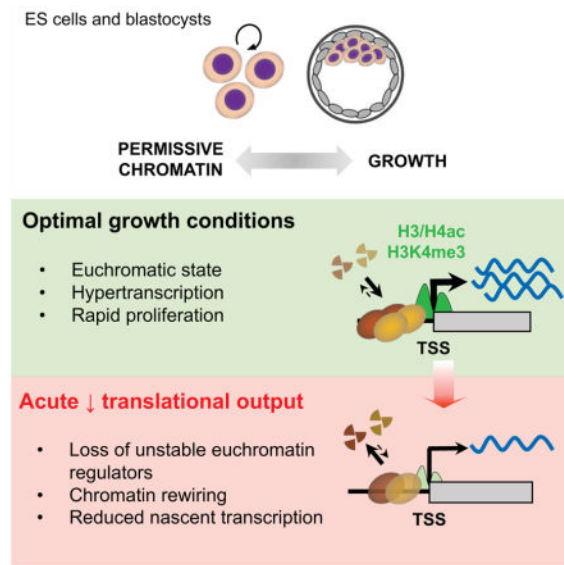 ES cells and blastocysts
PERMISSIVE
CHROMATIN
GROWTH
Optimal growth conditions
• Euchromatic state
• Hypertranscription
• Rapid proliferation
H3/H4ac
H3K4me3
TSS
Acute ↓ translational output
• Loss of unstable euchromatin
regulators
• Chromatin rewiring
• Reduced nascent transcription
TSS